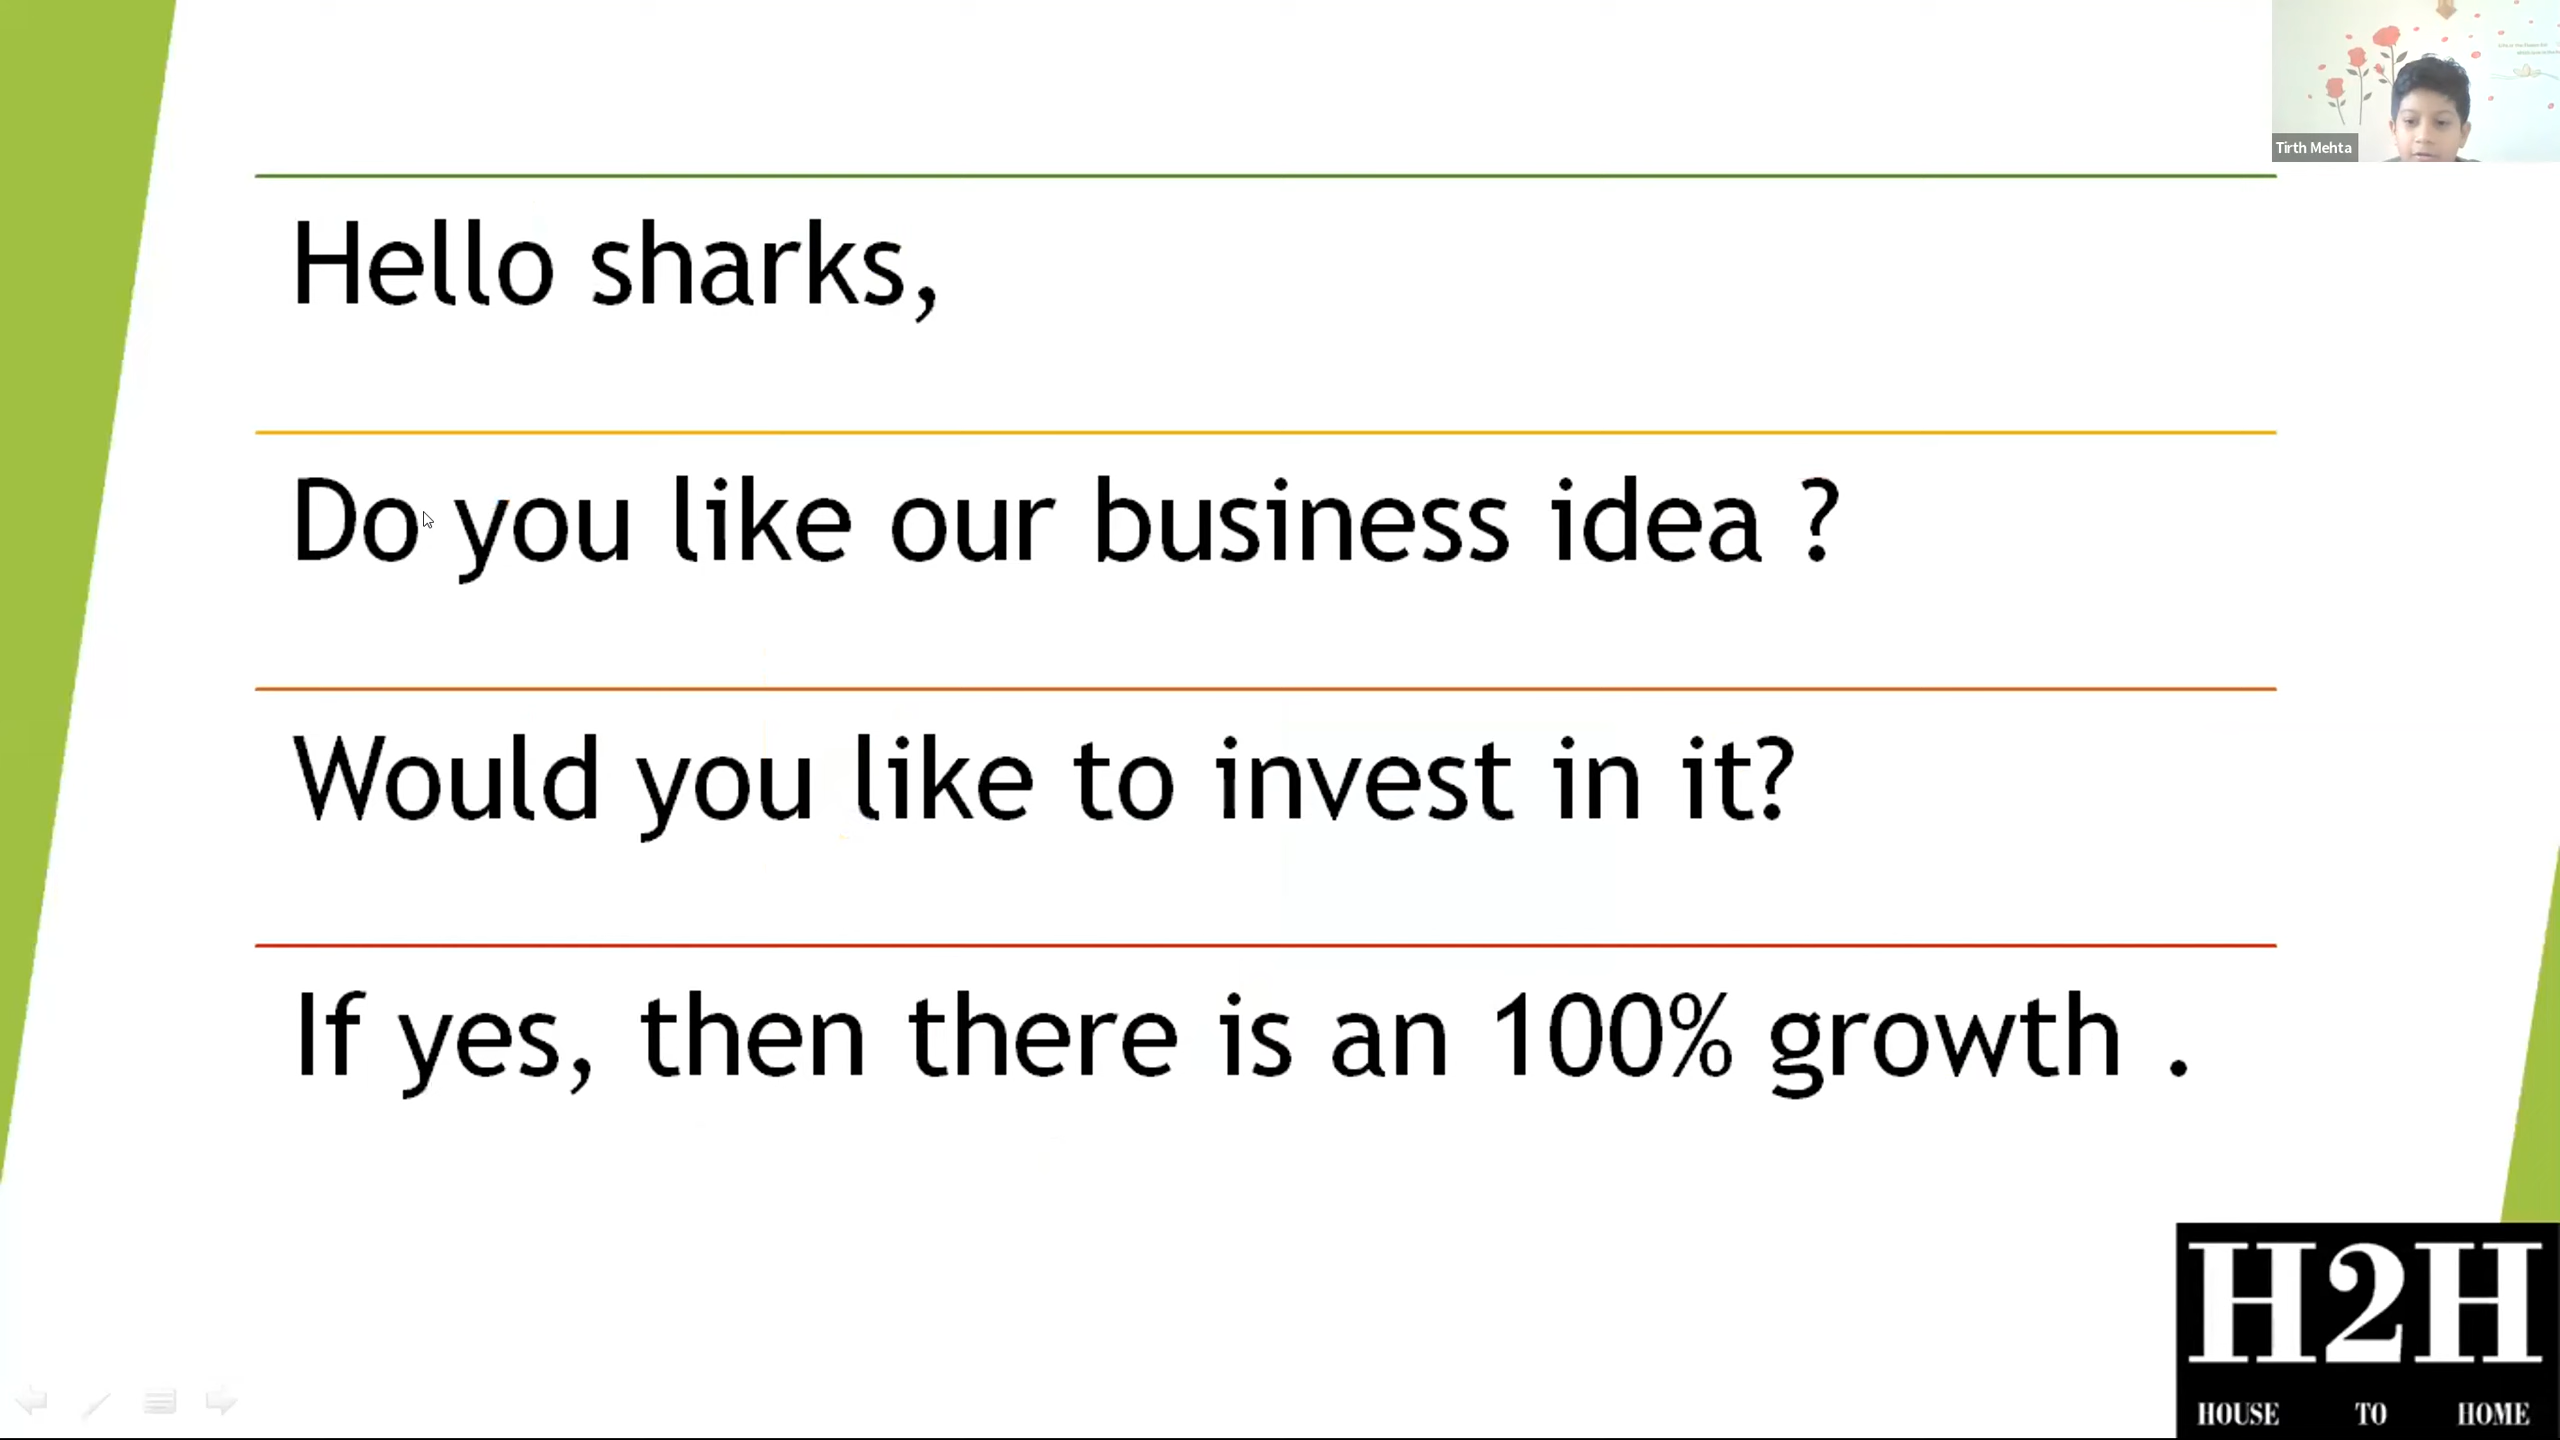 Tirth Mehta
Hello sharks,
Do you like our business idea ?
Would you like to invest in it?
If yes, then there is an 100% growth .
H2H
HOUSE TO HOME